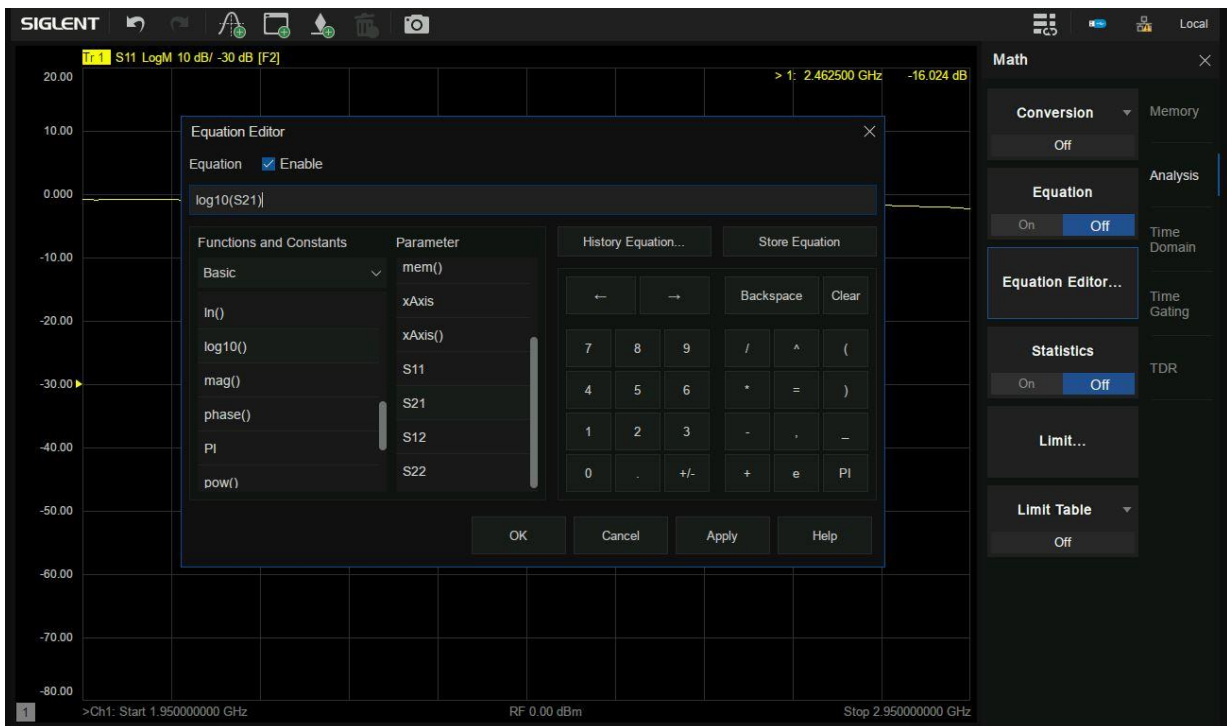 SIGLENT
Local
Tr 1 S11 LogM 10 dB/ -30 dB [F2]
> 1: 2.462500 GHz -16.024 dB
20.00
10.00
0.000
-10.00
-20.00
-30.00
-40.00
-50.00
-60.00
-70.00
-80.00
Equation Editor
Equation Enable
log10(S21)
Functions and Constants
Basic
ln()
log10()
mag()
phase()
PI
pow()
Parameter
mem()
xAxis
xAxis()
S11
S21
S12
S22
History Equation... Store Equation
← → Backspace Clear
7 8 9 / ^ (
4 5 6 * = )
1 2 3 - , _
0 . +/- + e PI
OK Cancel Apply Help
Math
Conversion
Off
Equation
On Off
Equation Editor...
Statistics
On Off
Limit...
Limit Table
Off
Memory
Analysis
Time
Domain
Time
Gating
TDR
1 >Ch1: Start 1.950000000 GHz RF 0.00 dBm Stop 2.950000000 GHz